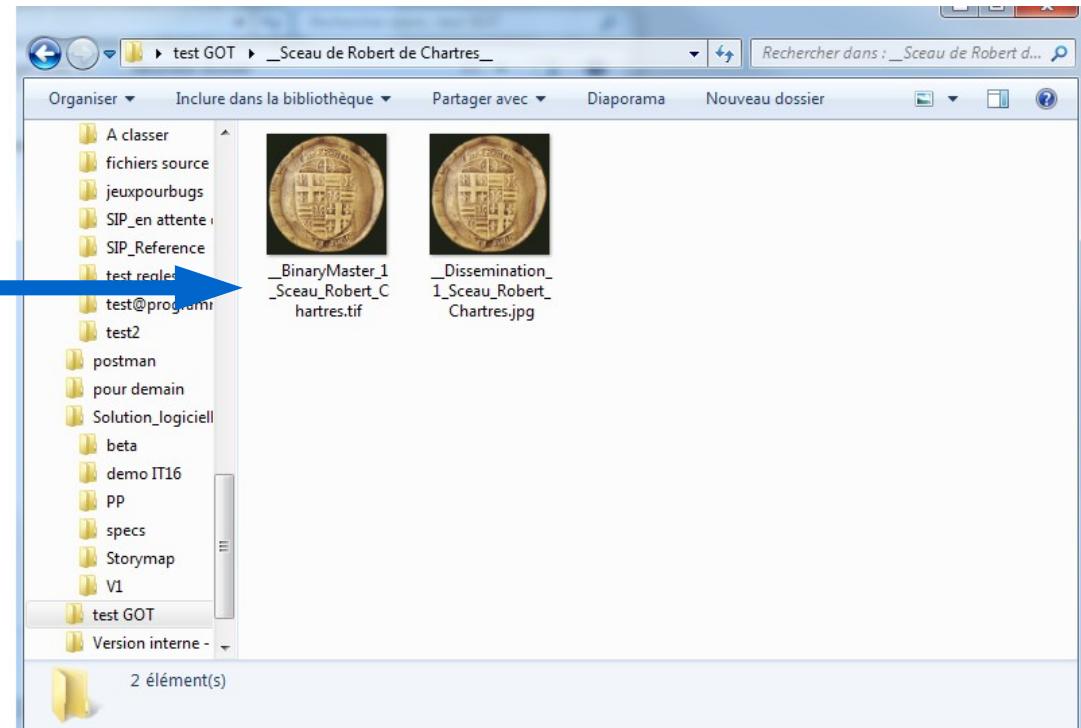 test GOT ▸ __Sceau de Robert de Chartres__
Rechercher dans : __Sceau de Robert d...
Organiser Inclure dans la bibliothèque Partager avec Diaporama Nouveau dossier
A classer
fichiers source
jeuxpourbugs
SIP_en attente
SIP_Reference
test regles
test@programm
test2
postman
pour demain
Solution_logiciell
beta
demo IT16
PP
specs
Storymap
V1
test GOT
Version interne -
__BinaryMaster_1
_Sceau_Robert_C
hartres.tif
__Dissemination_
1_Sceau_Robert_
Chartres.jpg
2 élément(s)